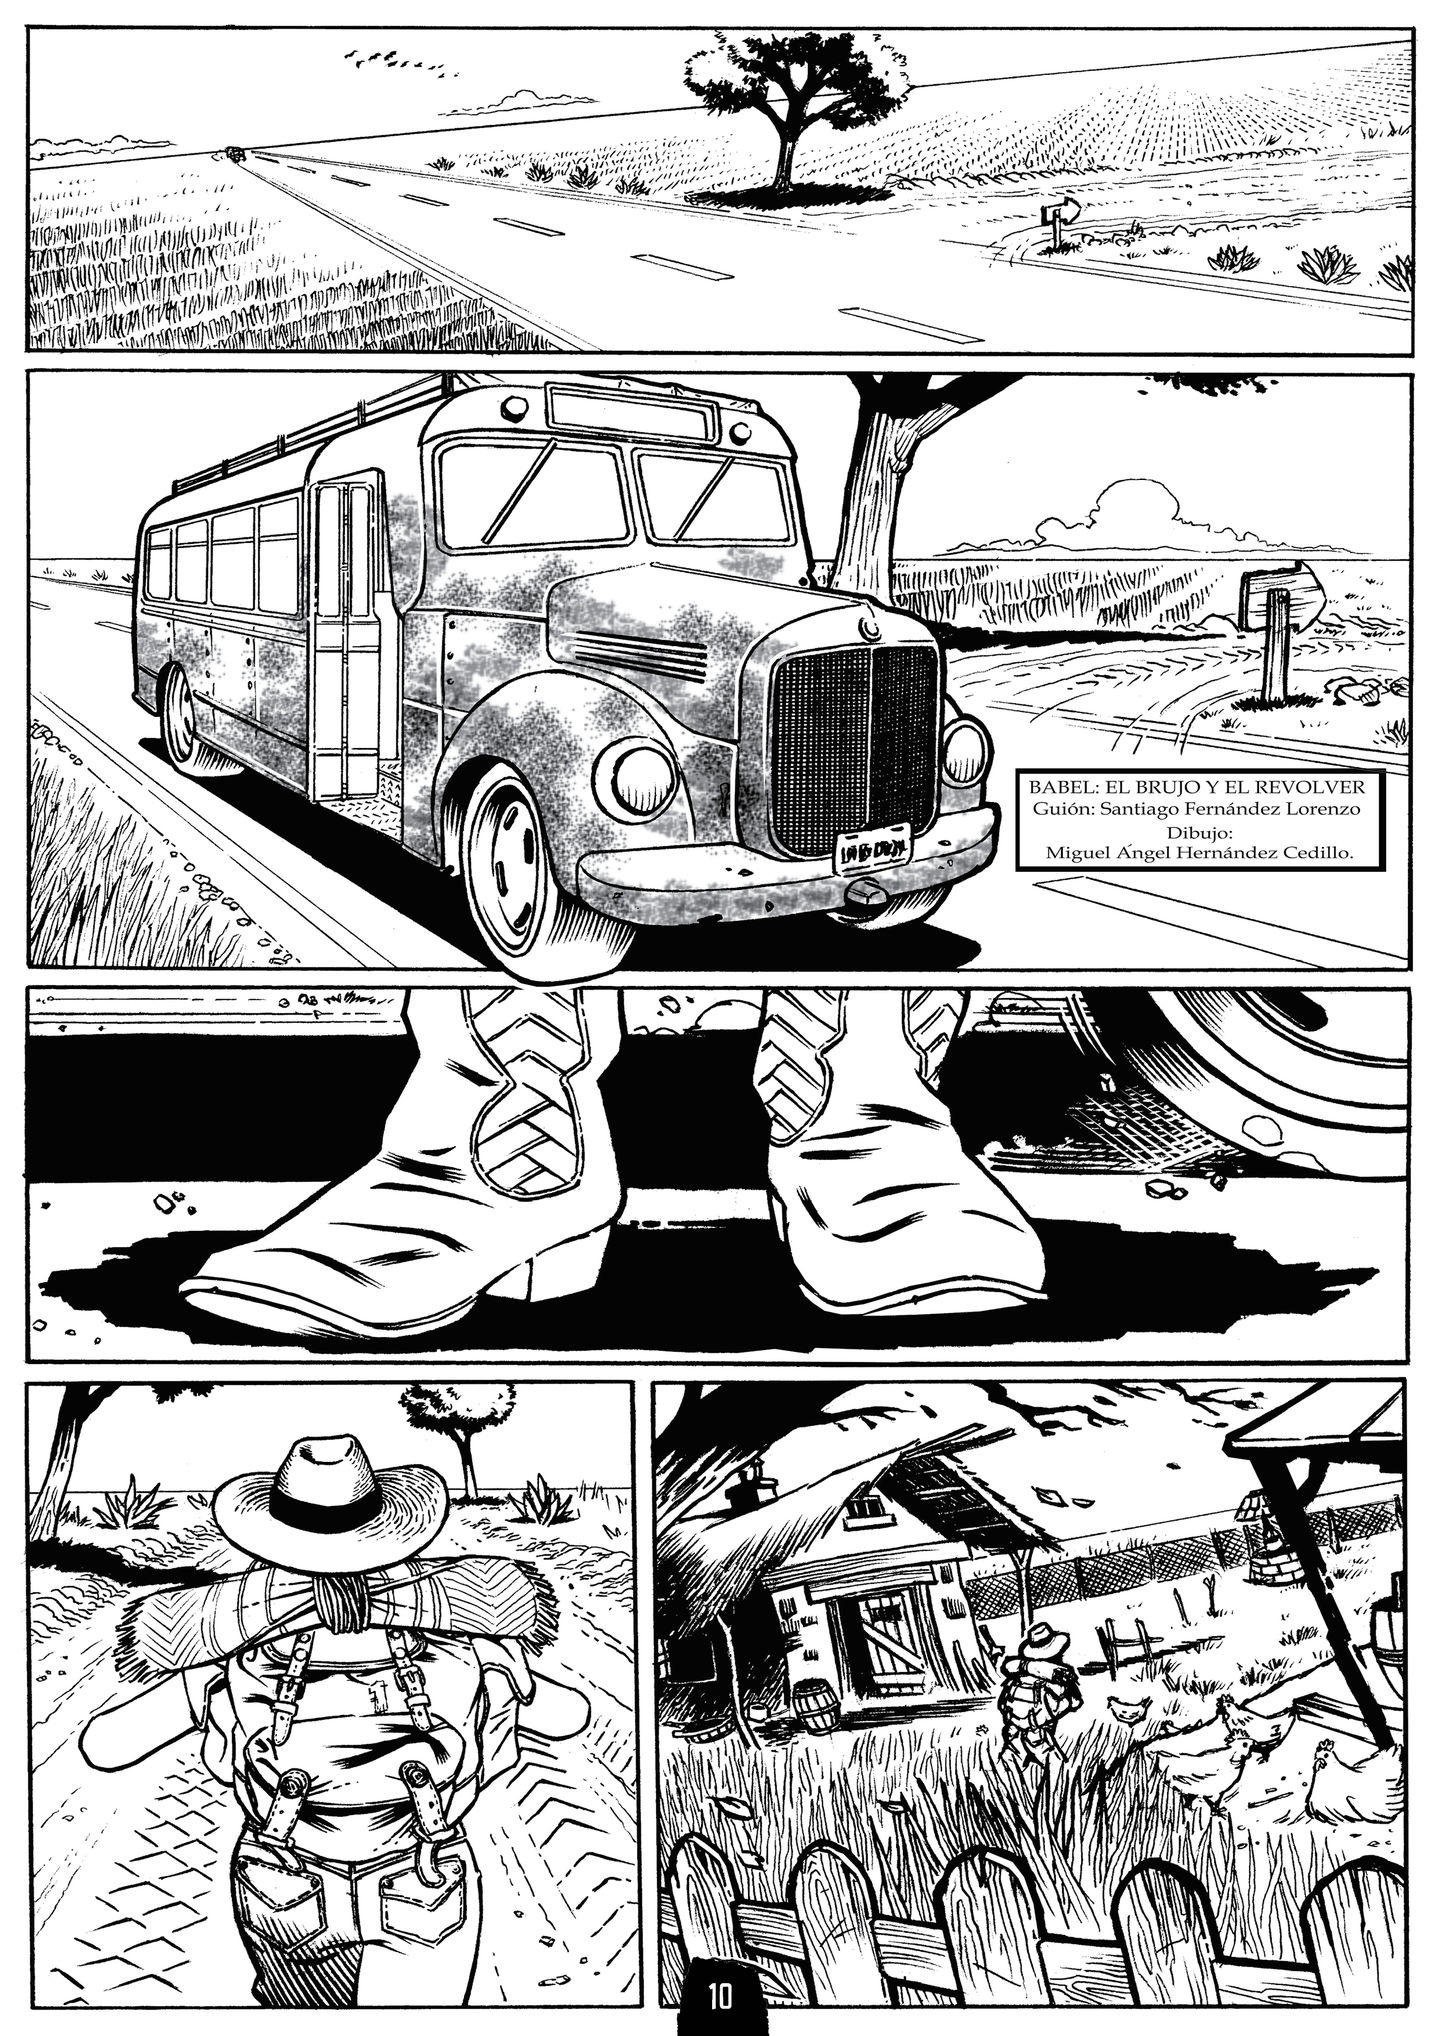 BABEL: EL BRUJO Y EL REVOLVER
Guión: Santiago Fernández Lorenzo
Dibujo:
Miguel Ángel Hernández Cedillo.
10